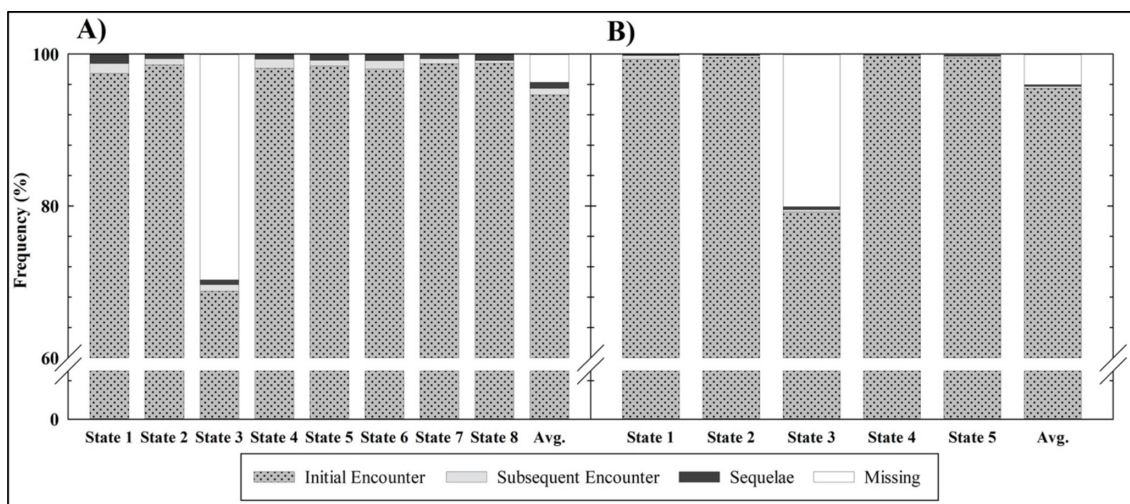 A)
B)
100
80
60
0
Frequency (%)
State 1 State 2 State 3 State 4 State 5 State 6 State 7 State 8 Avg.
State 1 State 2 State 3 State 4 State 5 Avg.
Initial Encounter Subsequent Encounter Sequelae Missing